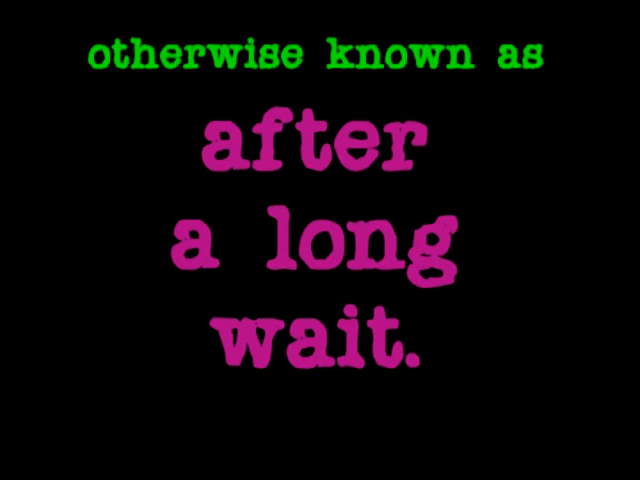 otherwise known as
after
a long
wait.